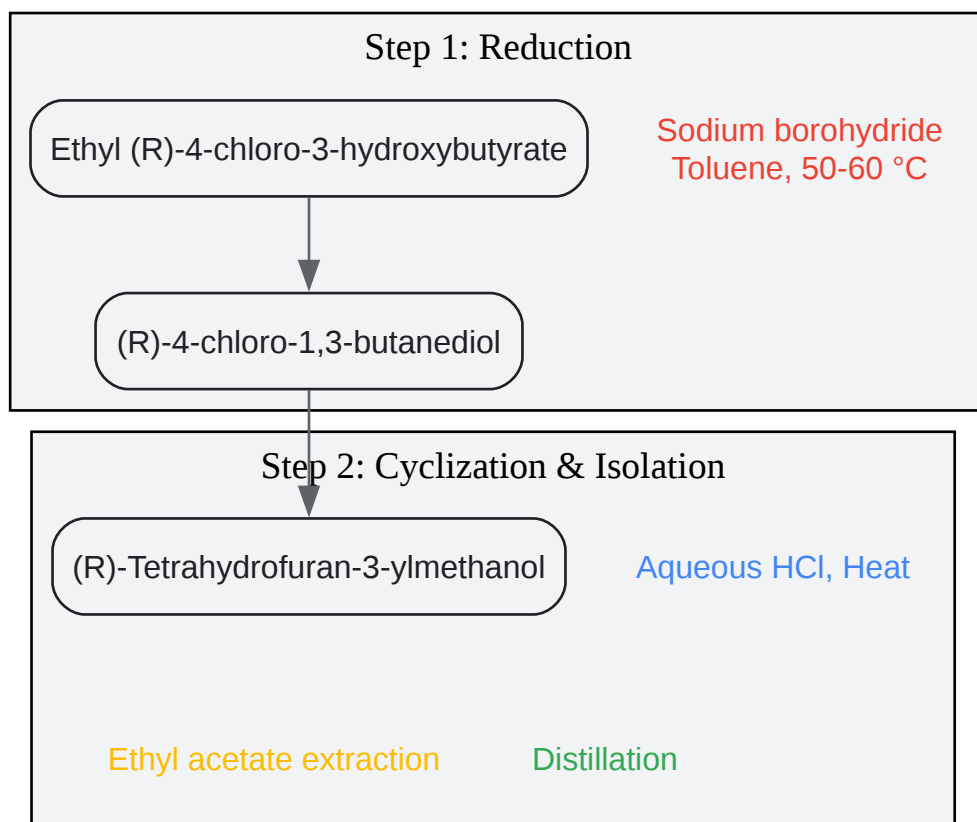 Step 1: Reduction
Ethyl (R)-4-chloro-3-hydroxybutyrate
Sodium borohydride
Toluene, 50-60 °C
(R)-4-chloro-1,3-butanediol
Step 2: Cyclization & Isolation
(R)-Tetrahydrofuran-3-ylmethanol
Aqueous HCl, Heat
Ethyl acetate extraction
Distillation